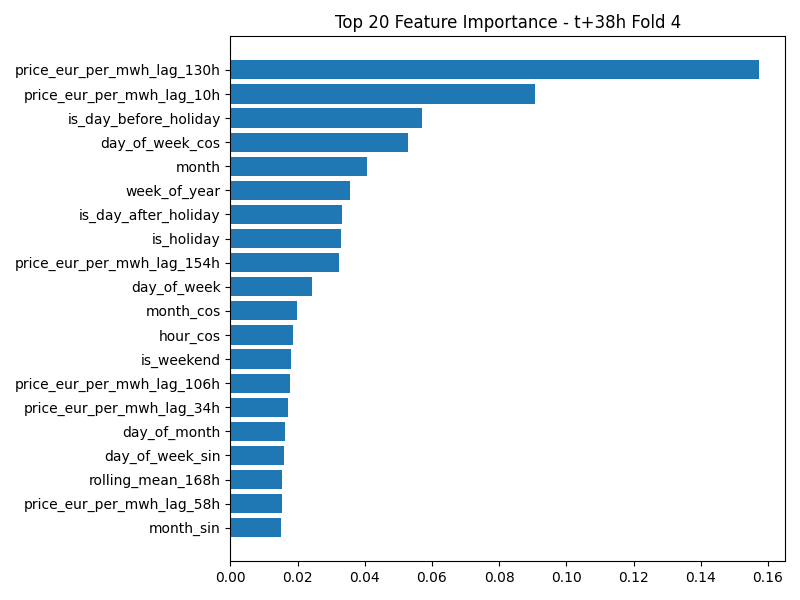 Top 20 Feature Importance - t+38h Fold 4
price_eur_per_mwh_lag_130h
price_eur_per_mwh_lag_10h
is_day_before_holiday
day_of_week_cos
month
week_of_year
is_day_after_holiday
is_holiday
price_eur_per_mwh_lag_154h
day_of_week
month_cos
hour_cos
is_weekend
price_eur_per_mwh_lag_106h
price_eur_per_mwh_lag_34h
day_of_month
day_of_week_sin
rolling_mean_168h
price_eur_per_mwh_lag_58h
month_sin
0.00 0.02 0.04 0.06 0.08 0.10 0.12 0.14 0.16